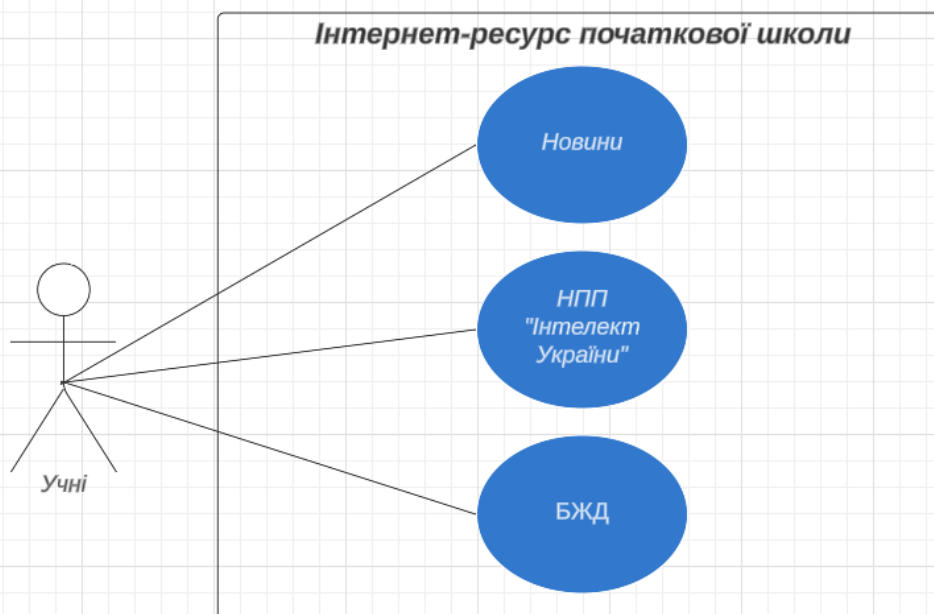 Інтернет-ресурс початкової школи
Новини
НПП
"Інтелект
України"
БЖД
Учні